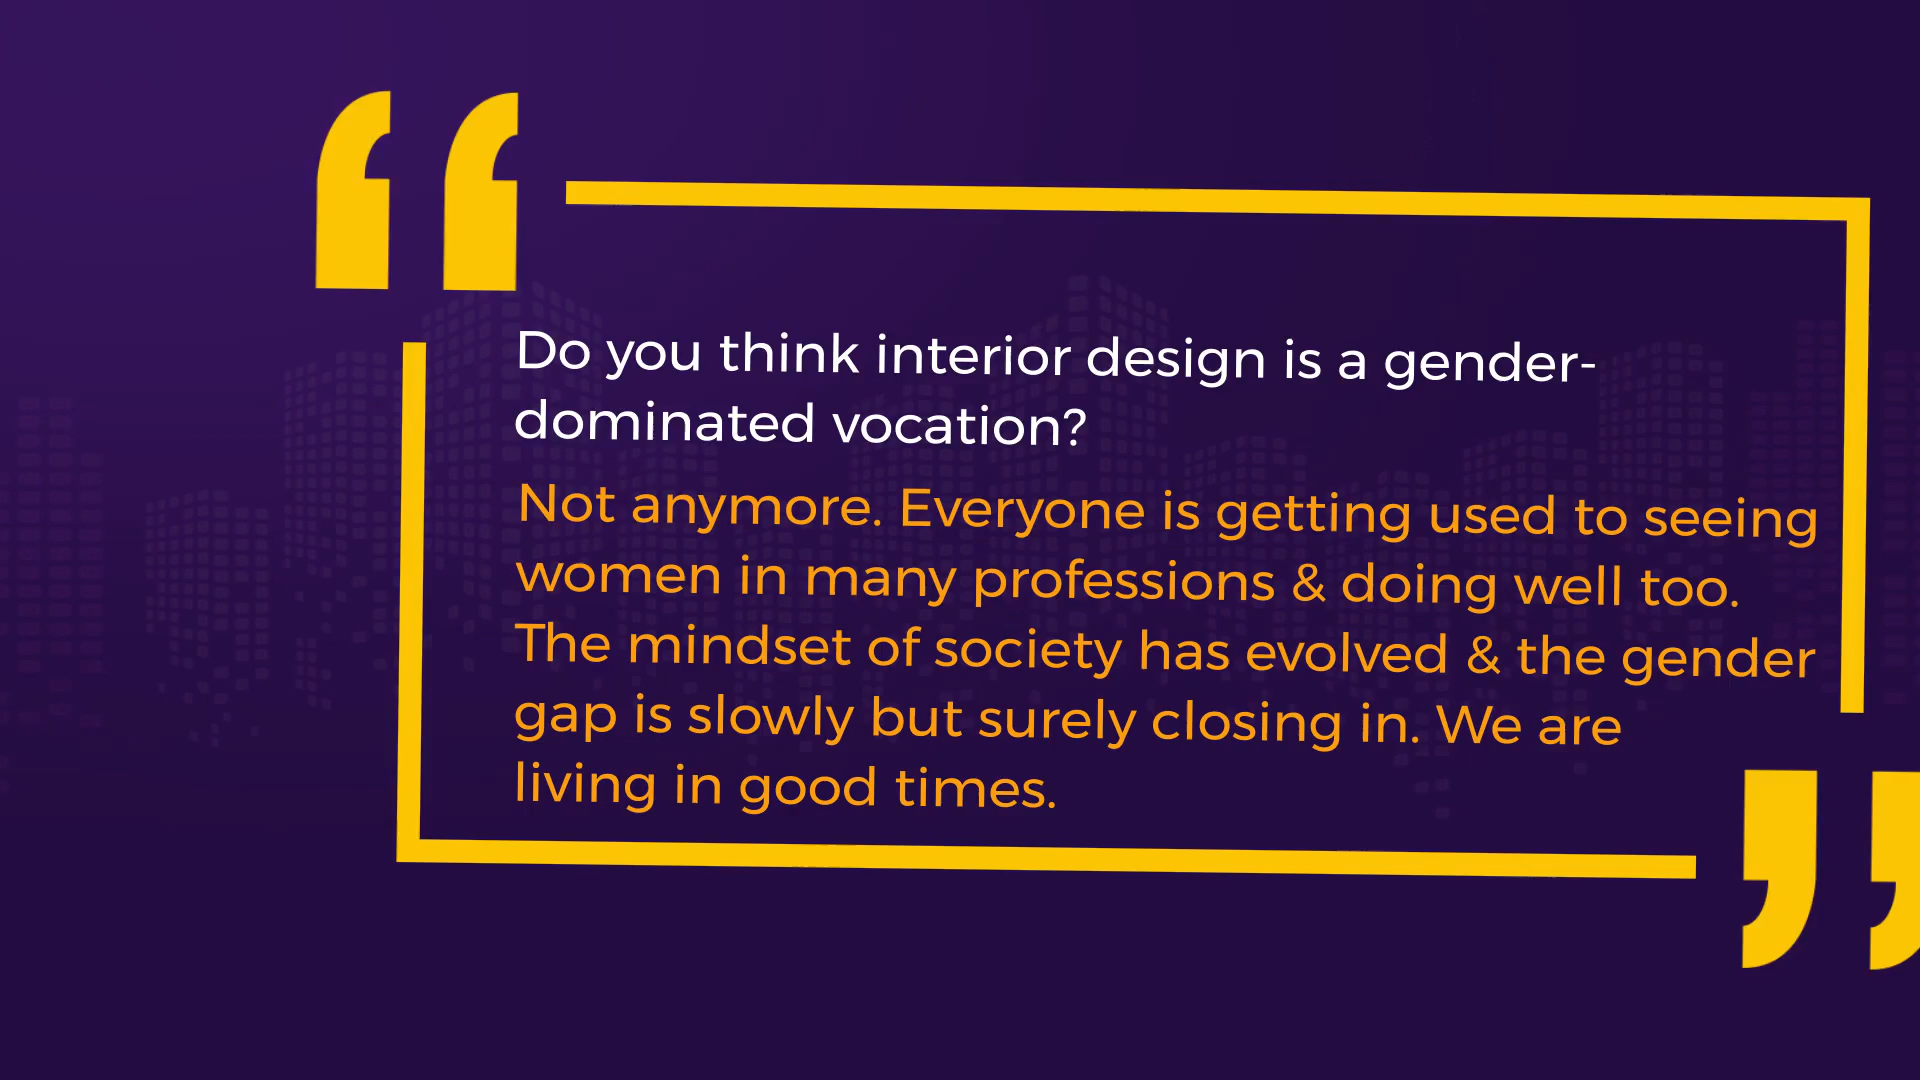 Do you think interior design is a gender-
dominated vocation?
Not anymore. Everyone is getting used to seeing
women in many professions & doing well too.
The mindset of society has evolved & the gender
gap is slowly but surely closing in. We are
living in good times.